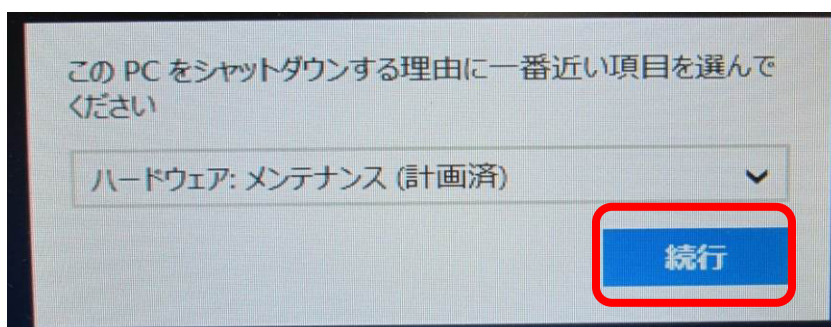 この PC をシャットダウンする理由に一番近い項目を選んで
ください
ハードウェア: メンテナンス (計画済)
続行